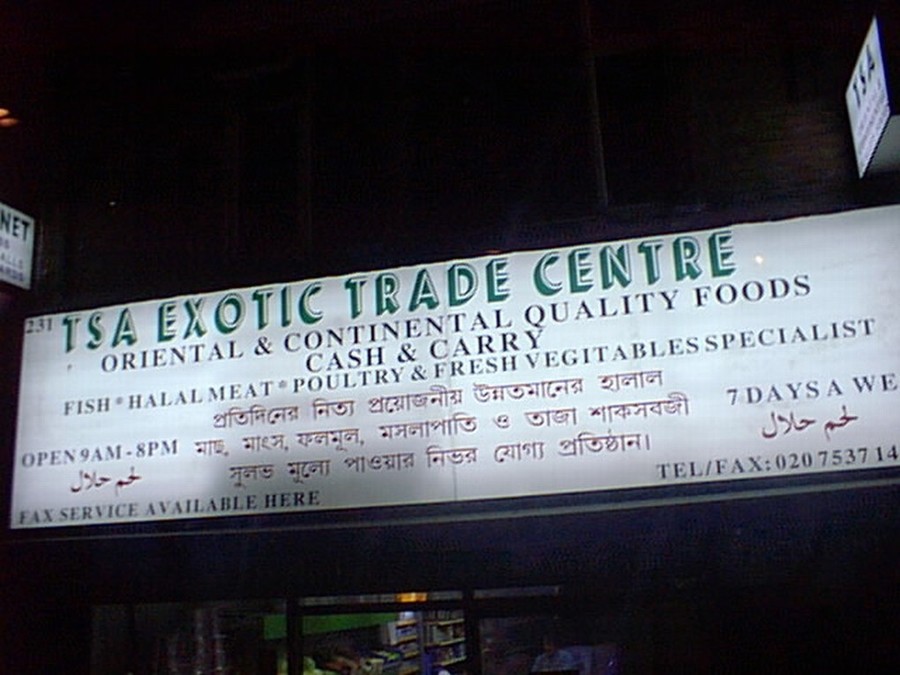 TSA
NET
231
TSA EXOTIC TRADE CENTRE
ORIENTAL & CONTINENTAL QUALITY FOODS
CASH & CARRY
FISH * HALAL MEAT * POULTRY & FRESH VEGITABLES SPECIALIST
প্রতিদিনের নিত্য প্রয়োজনীয় উন্নতমানের হালাল
মাছ, মাংস, ফলমূল, মসলাপাতি ও তাজা শাকসবজী
সুলভ মূল্যে পাওয়ার নির্ভর যোগ্য প্রতিষ্ঠান।
OPEN 9AM - 8PM
لحم حلال
FAX SERVICE AVAILABLE HERE
7 DAYS A WE
لحم حلال
TEL/FAX: 020 7537 14